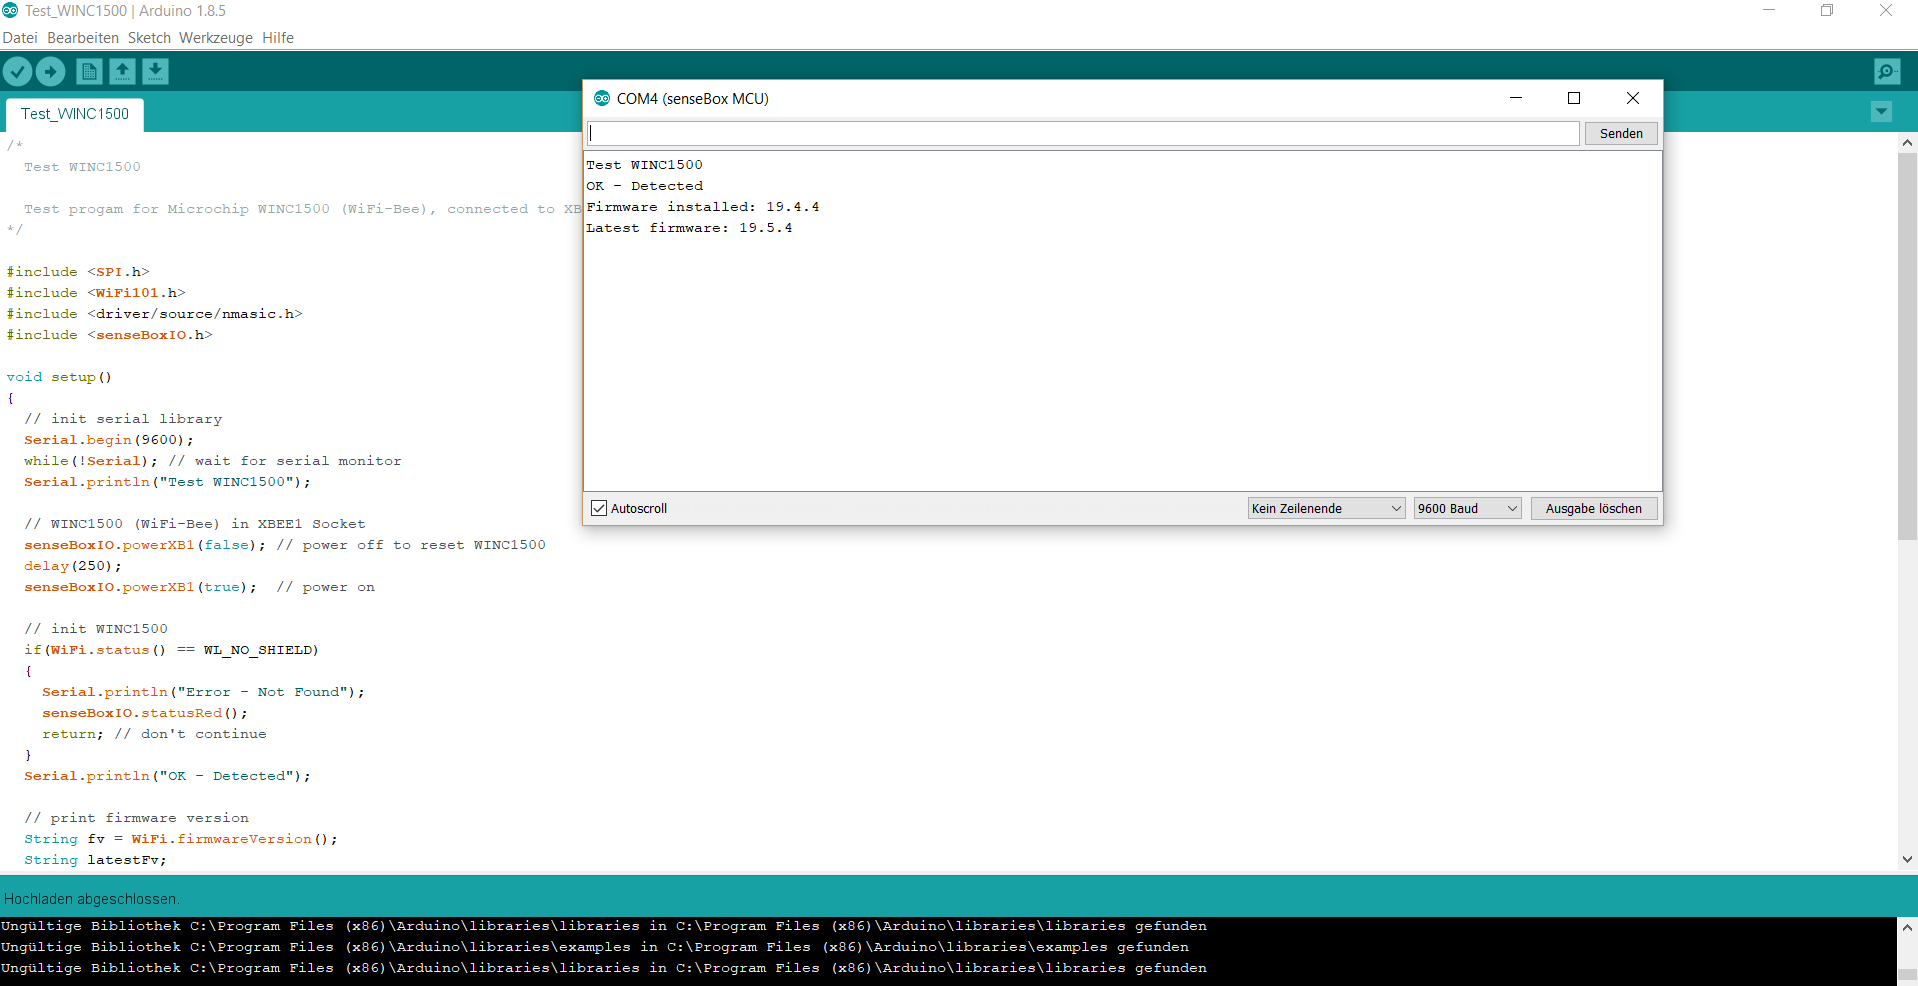 Test_WINC1500 | Arduino 1.8.5
Datei Bearbeiten Sketch Werkzeuge Hilfe
Test_WINC1500
/*
  Test WINC1500

  Test progam for Microchip WINC1500 (WiFi-Bee), connected to XB
*/

#include <SPI.h>
#include <WiFi101.h>
#include <driver/source/nmasic.h>
#include <senseBoxIO.h>

void setup()
{
  // init serial library
  Serial.begin(9600);
  while(!Serial); // wait for serial monitor
  Serial.println("Test WINC1500");

  // WINC1500 (WiFi-Bee) in XBEE1 Socket
  senseBoxIO.powerXB1(false); // power off to reset WINC1500
  delay(250);
  senseBoxIO.powerXB1(true);  // power on

  // init WINC1500
  if(WiFi.status() == WL_NO_SHIELD)
  {
    Serial.println("Error - Not Found");
    senseBoxIO.statusRed();
    return; // don't continue
  }
  Serial.println("OK - Detected");

  // print firmware version
  String fv = WiFi.firmwareVersion();
  String latestFv;
COM4 (senseBox MCU)
Senden
Test WINC1500
OK - Detected
Firmware installed: 19.4.4
Latest firmware: 19.5.4
Autoscroll
Kein Zeilenende
9600 Baud
Ausgabe löschen
Hochladen abgeschlossen.
Ungültige Bibliothek C:\Program Files (x86)\Arduino\libraries\libraries in C:\Program Files (x86)\Arduino\libraries\libraries gefunden
Ungültige Bibliothek C:\Program Files (x86)\Arduino\libraries\examples in C:\Program Files (x86)\Arduino\libraries\examples gefunden
Ungültige Bibliothek C:\Program Files (x86)\Arduino\libraries\libraries in C:\Program Files (x86)\Arduino\libraries\libraries gefunden